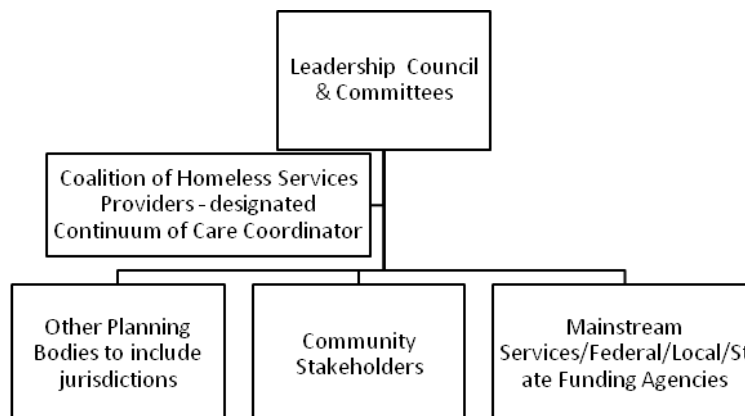 Leadership Council
& Committees
Coalition of Homeless Services
Providers - designated
Continuum of Care Coordinator
Other Planning
Bodies to include
jurisdictions
Community
Stakeholders
Mainstream
Services/Federal/Local/St
ate Funding Agencies